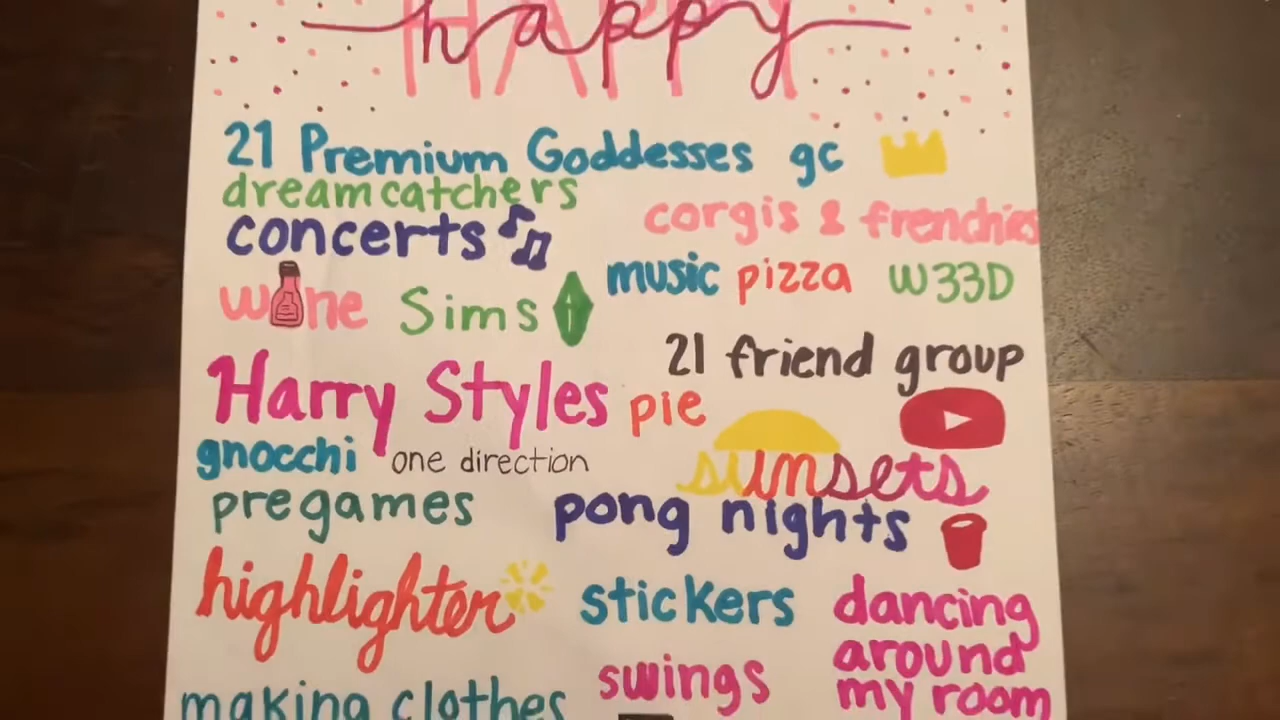 happy
HAPPY
21 Premium Goddesses gc
dreamcatchers
corgis & frenchies
concerts
music pizza W33D
wine Sims
21 friend group
Harry Styles pie
gnocchi one direction
sunsets
pregames
pong nights
highlighter
stickers
dancing
around
my room
swings
making clothes